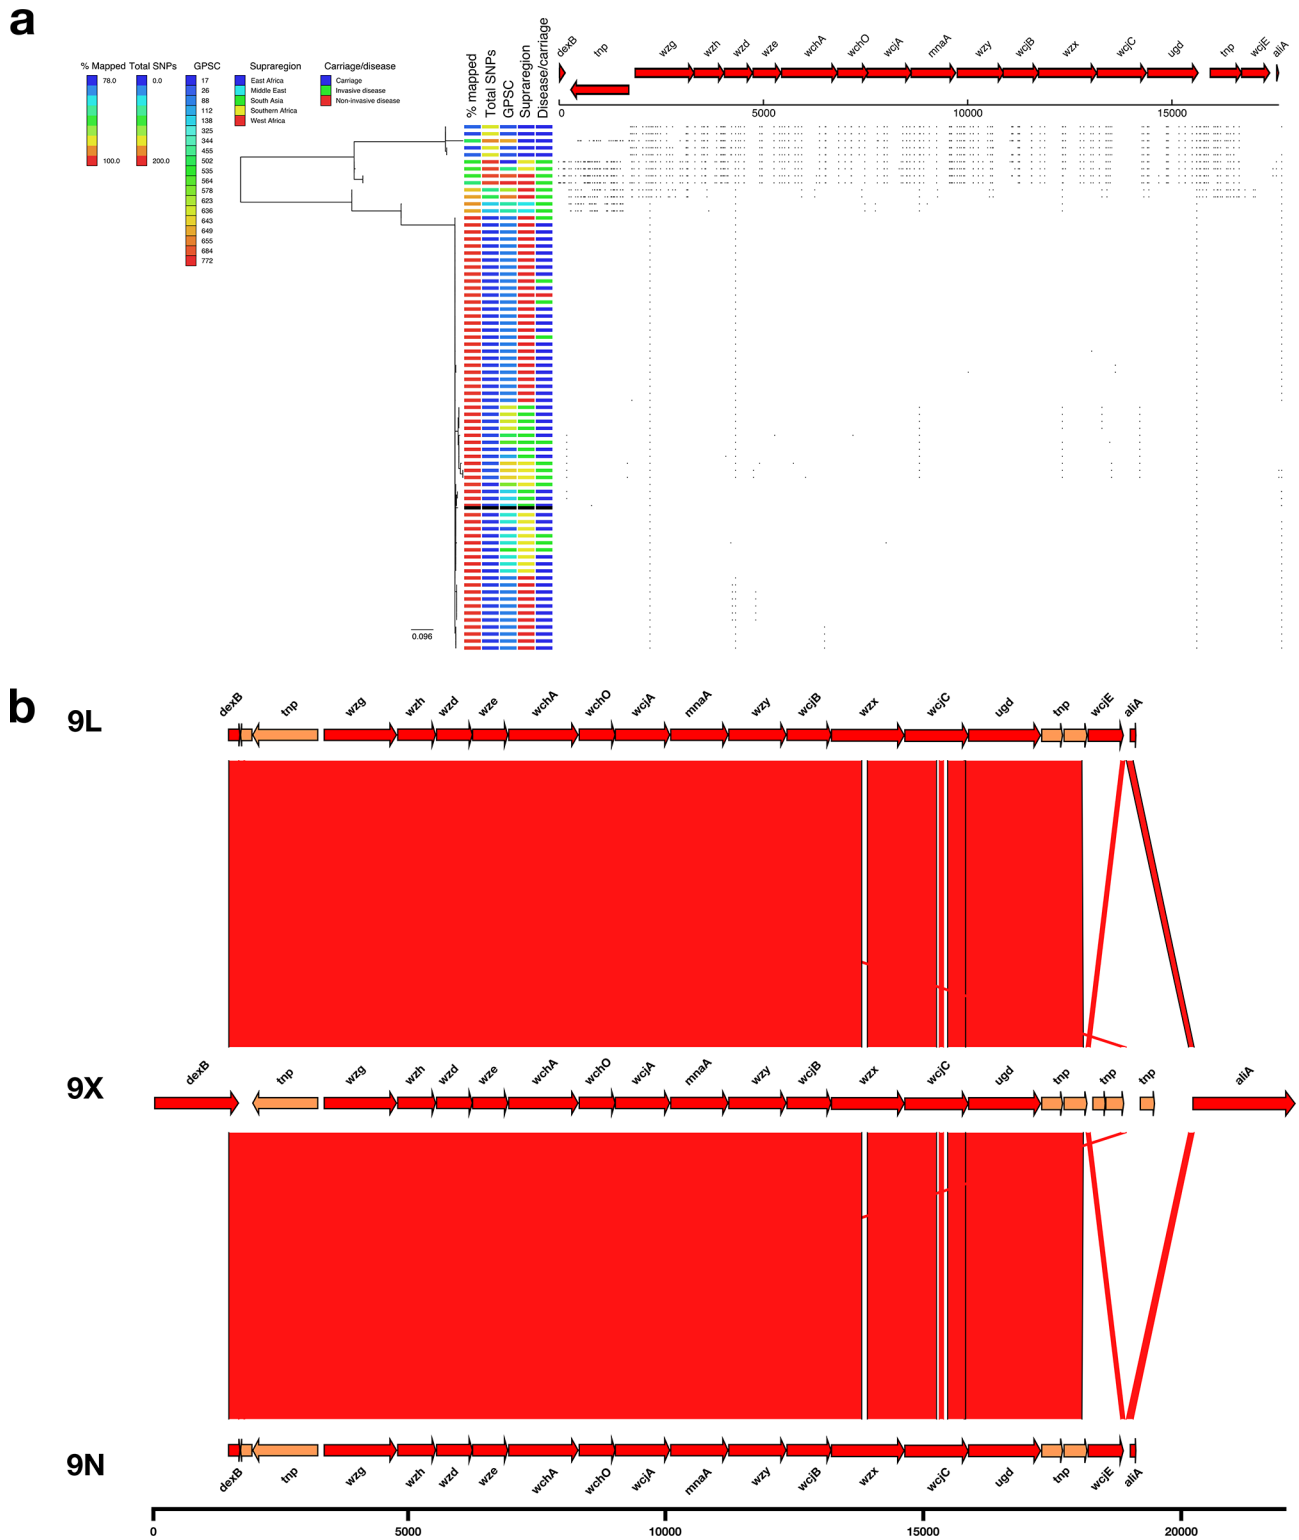 a
% Mapped Total SNPs GPSC Supraregion Carriage/disease
78.0 0.0 17 East Africa Carriage
26 Middle East Invasive disease
88 South Asia Non-invasive disease
112 Southern Africa
138 West Africa
325
344
455
100.0 200.0 502
535
564
578
623
636
643
649
655
684
772
% mapped
Total SNPs
GPSC
Supraregion
Disease/carriage
dexB tnp wzg wzh wzd wze wchA wchO wcjA mnaA wzy wcjB wzx wcjC ugd tnp wcjE aliA
0 5000 10000 15000
0.096
b
9L
dexB tnp wzg wzh wzd wze wchA wchO wcjA mnaA wzy wcjB wzx wcjC ugd tnp wcjE aliA
9X
dexB tnp wzg wzh wzd wze wchA wchO wcjA mnaA wzy wcjB wzx wcjC ugd tnp tnp tnp aliA
9N
dexB tnp wzg wzh wzd wze wchA wchO wcjA mnaA wzy wcjB wzx wcjC ugd tnp wcjE aliA
0 5000 10000 15000 20000